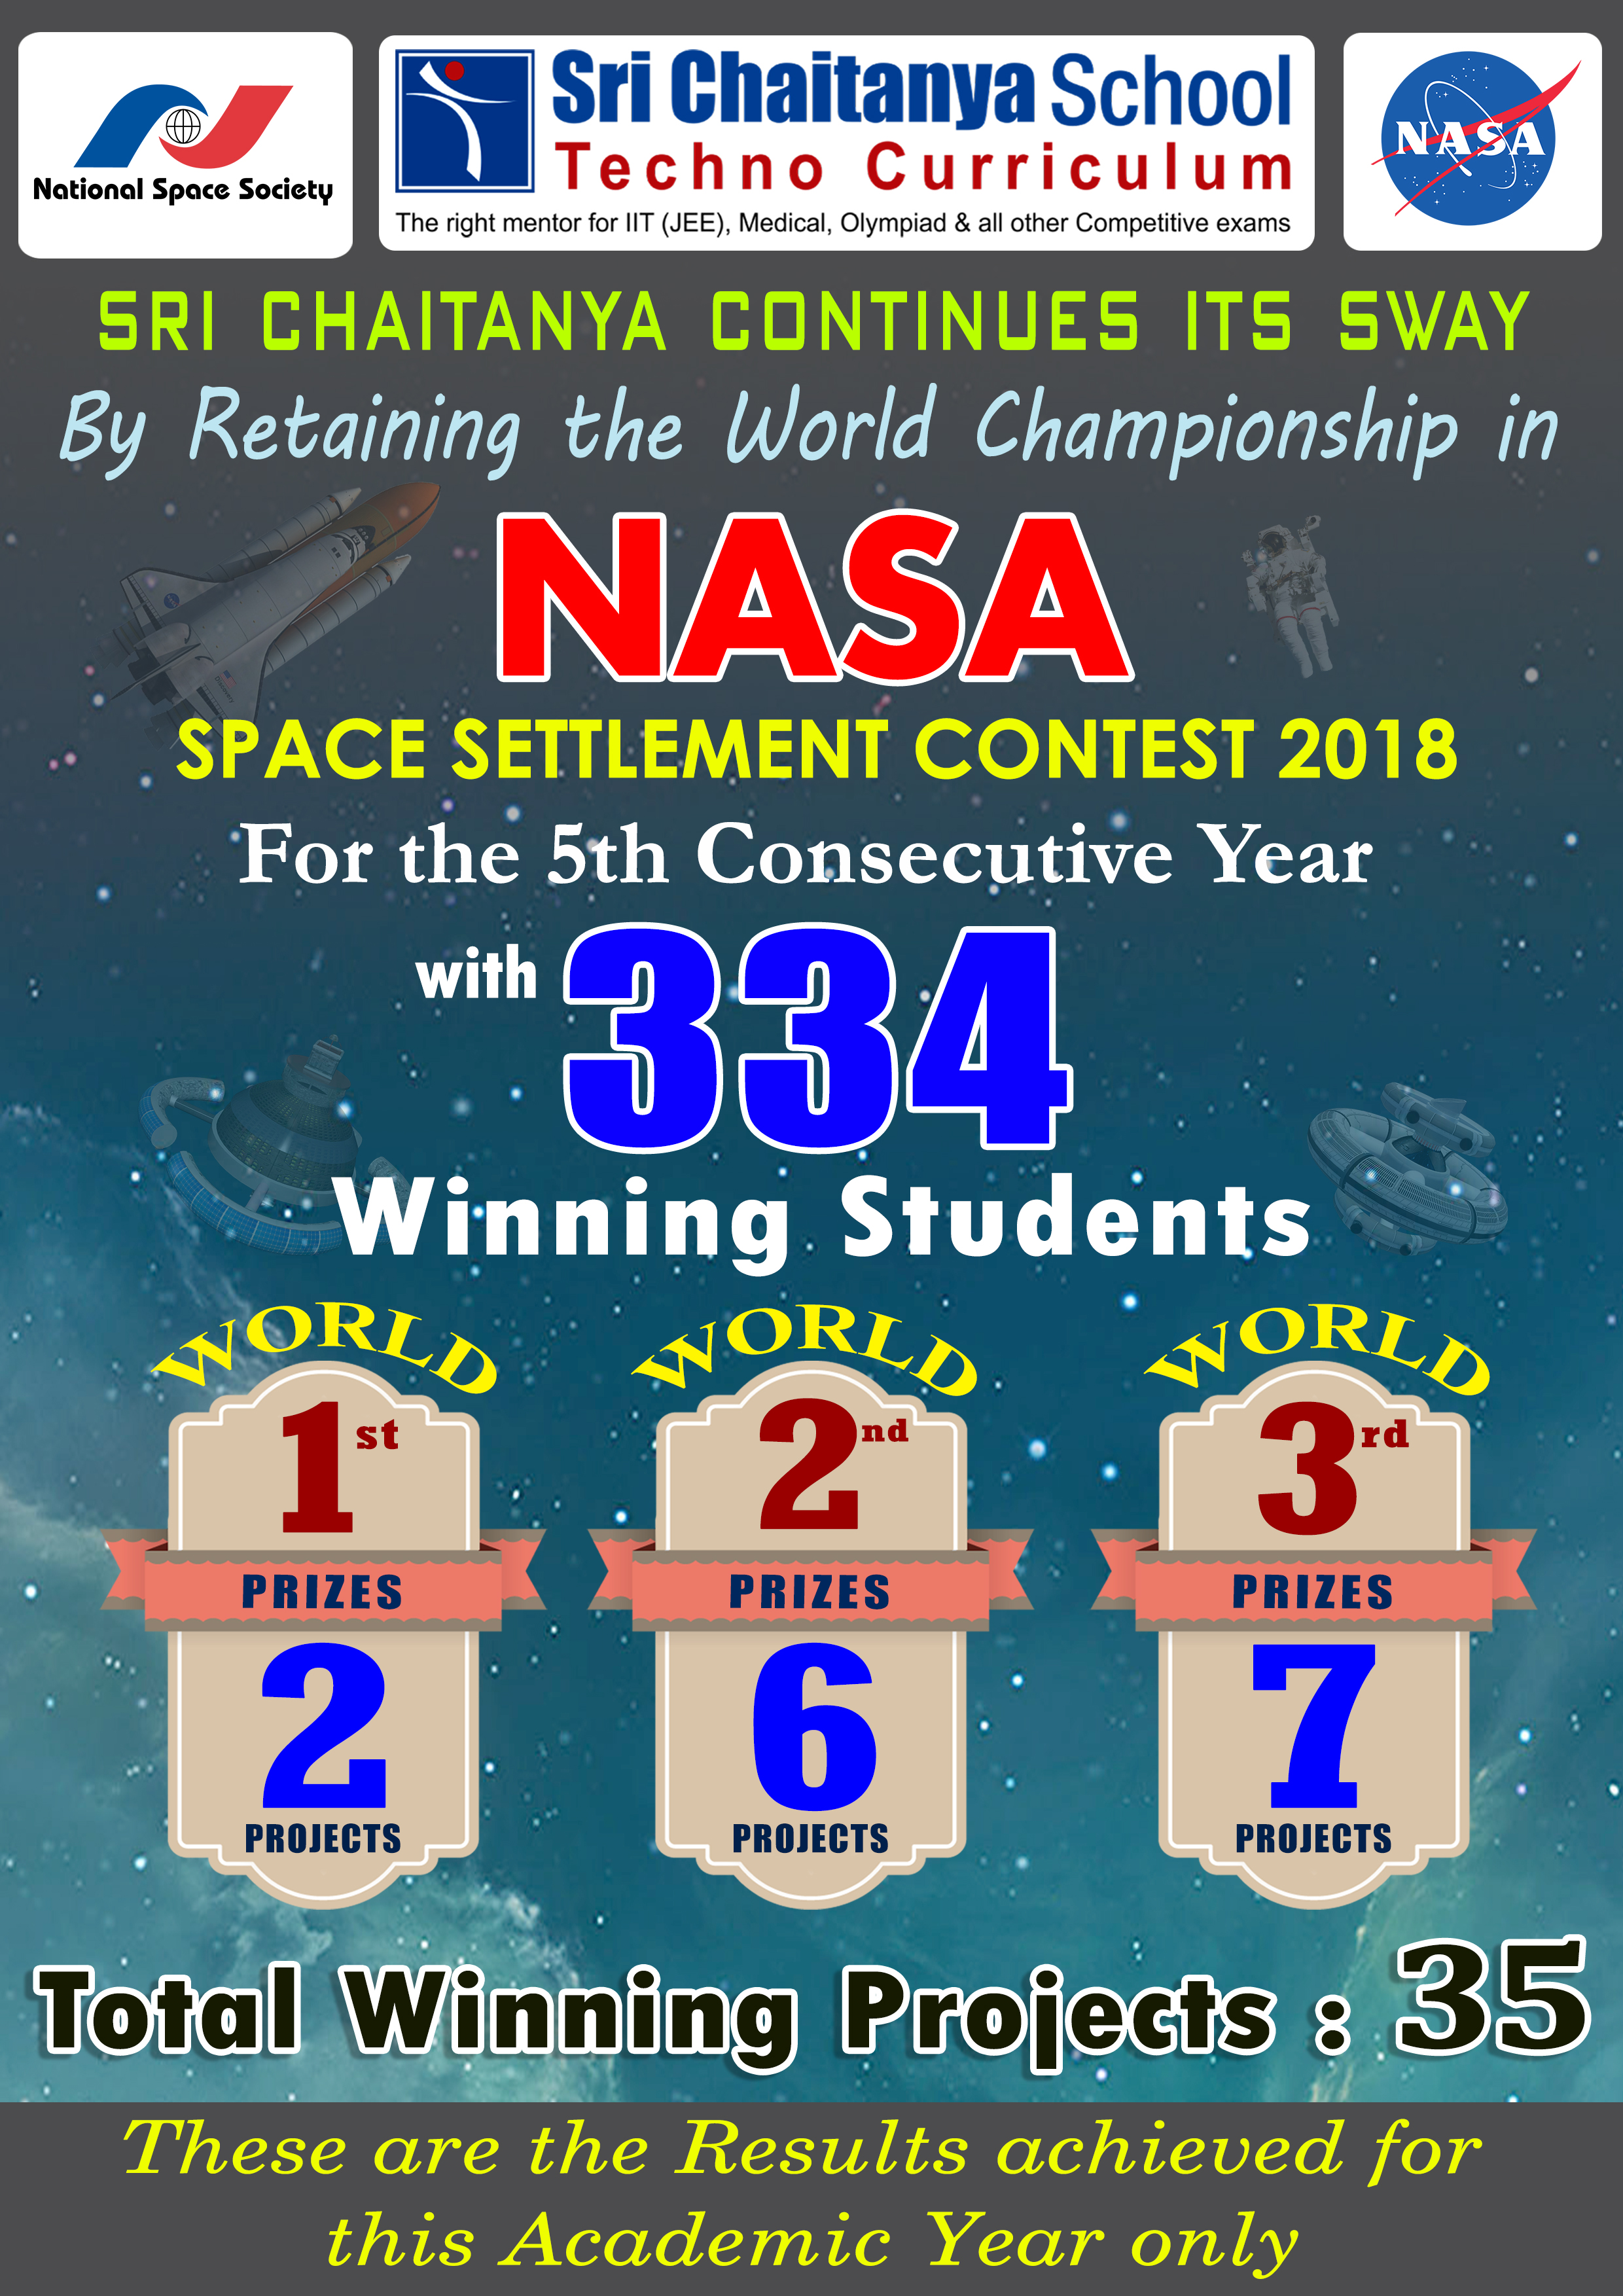 National Space Society
Sri Chaitanya School
Techno Curriculum
The right mentor for IIT (JEE), Medical, Olympiad & all other Competitive exams
NASA
SRI CHAITANYA CONTINUES ITS SWAY
By Retaining the World Championship in
NASA
SPACE SETTLEMENT CONTEST 2018
For the 5th Consecutive Year
with 334
Winning Students
WORLD
1st
PRIZES
2
PROJECTS
WORLD
2nd
PRIZES
6
PROJECTS
WORLD
3rd
PRIZES
7
PROJECTS
Total Winning Projects : 35
These are the Results achieved for
this Academic Year only